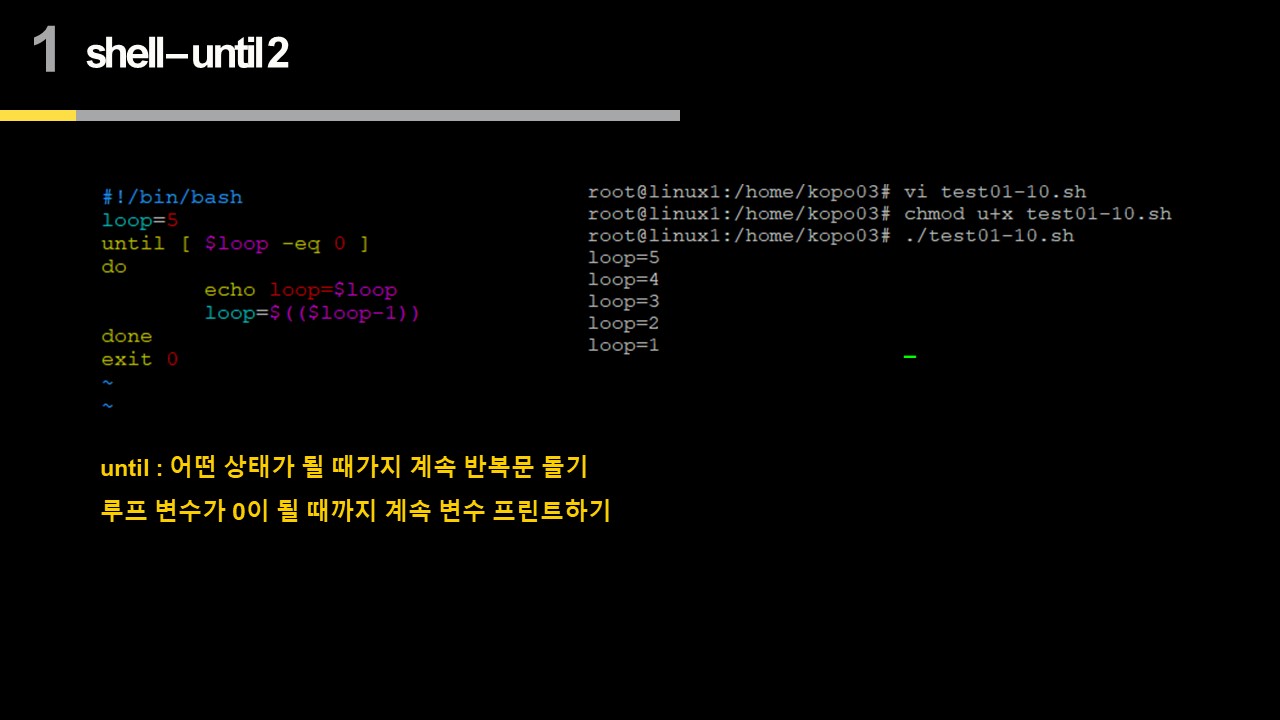 1 shell – until 2
#!/bin/bash
loop=5
until [ $loop -eq 0 ]
do
echo loop=$loop
loop=$(($loop-1))
done
exit 0
~
~
root@linux1:/home/kopo03# vi test01-10.sh
root@linux1:/home/kopo03# chmod u+x test01-10.sh
root@linux1:/home/kopo03# ./test01-10.sh
loop=5
loop=4
loop=3
loop=2
loop=1
until : 어떤 상태가 될 때가지 계속 반복문 돌기
루프 변수가 0이 될 때까지 계속 변수 프린트하기